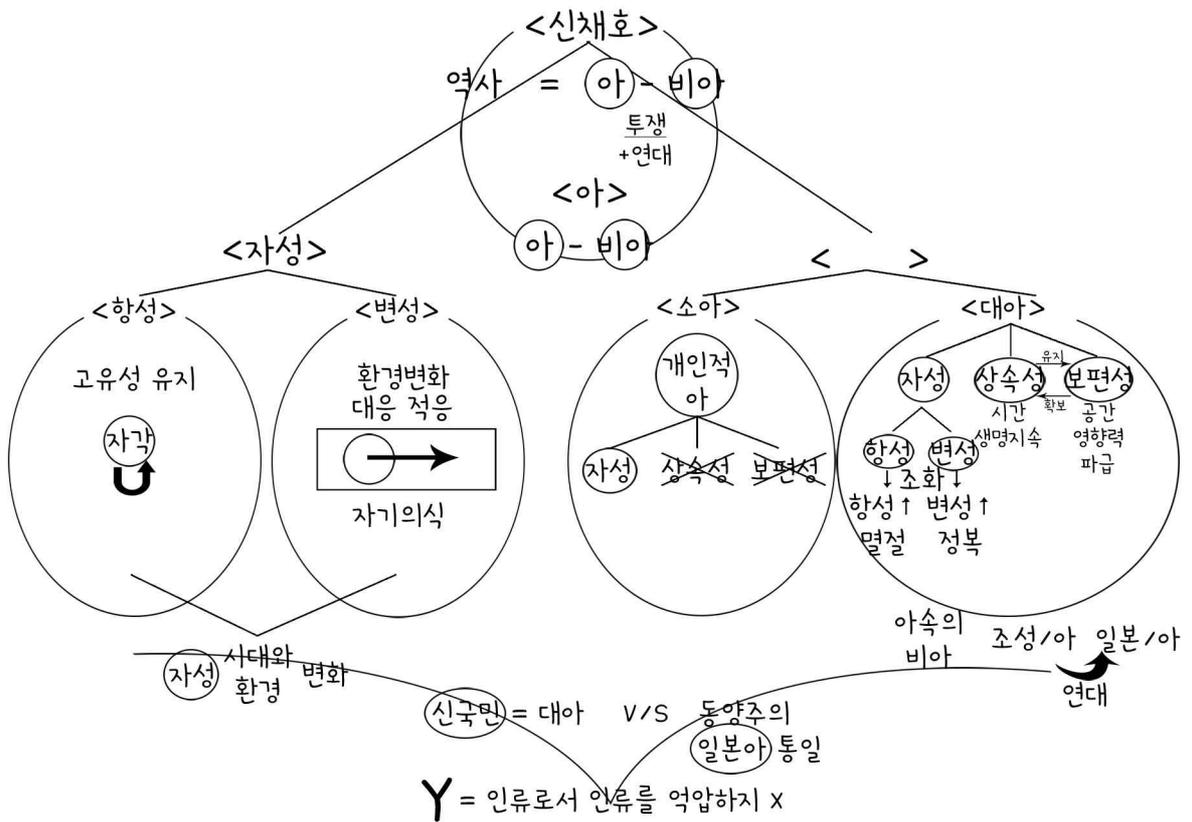 <신채호>
역사 = 아 - 비아
투쟁
+연대
<아>
아 - 비아
<자성>
< >
<항성>
고유성 유지
자각
<변성>
환경변화
대응 적응
자기의식
자성 시대와 변화
환경
<소아>
개인적
아
자성 상속성 보편성
<대아>
자성 상속성 유지 보편성
확보
시간
생명지속
공간
영향력
파급
항성 변성
↓ 조화 ↓
항성↑ 변성↑
멸절 정복
아속의
비아
조성/아 일본/아
연대
신국민 = 대아 V/S 동양주의
일본아 통일
Y = 인류로서 인류를 억압하지 x